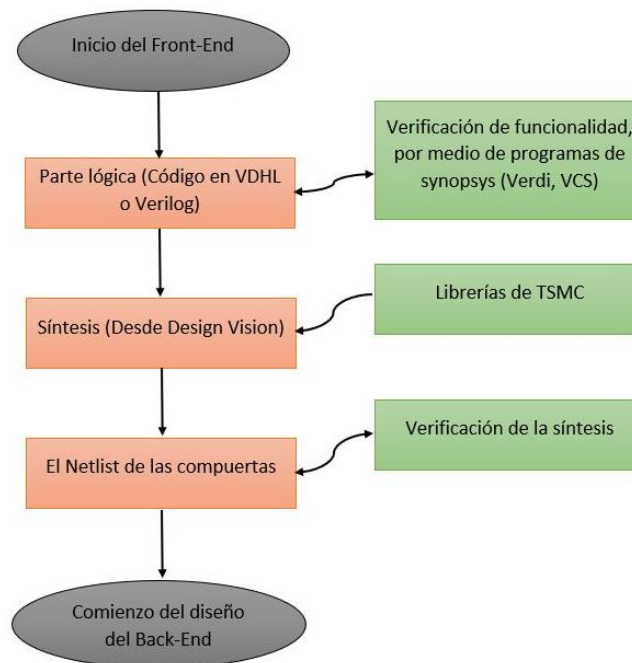 Inicio del Front-End
Parte lógica (Código en VDHL
o Verilog)
Verificación de funcionalidad,
por medio de programas de
synopsys (Verdi, VCS)
Síntesis (Desde Design Vision)
Librerías de TSMC
El Netlist de las compuertas
Verificación de la síntesis
Comienzo del diseño
del Back-End